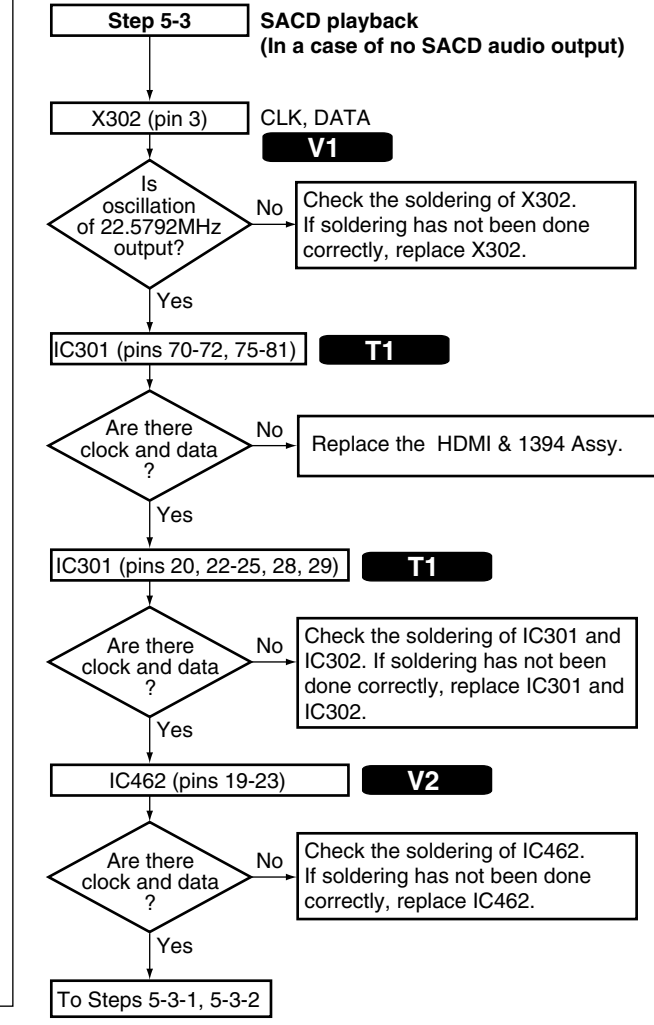 Step 5-3
SACD playback
(In a case of no SACD audio output)
X302 (pin 3)
CLK, DATA
V1
Is
oscillation
of 22.5792MHz
output?
No
Check the soldering of X302.
If soldering has not been done
correctly, replace X302.
Yes
IC301 (pins 70-72, 75-81)
T1
Are there
clock and data
?
No
Replace the HDMI & 1394 Assy.
Yes
IC301 (pins 20, 22-25, 28, 29)
T1
Are there
clock and data
?
No
Check the soldering of IC301 and
IC302. If soldering has not been
done correctly, replace IC301 and
IC302.
Yes
IC462 (pins 19-23)
V2
Are there
clock and data
?
No
Check the soldering of IC462.
If soldering has not been done
correctly, replace IC462.
Yes
To Steps 5-3-1, 5-3-2